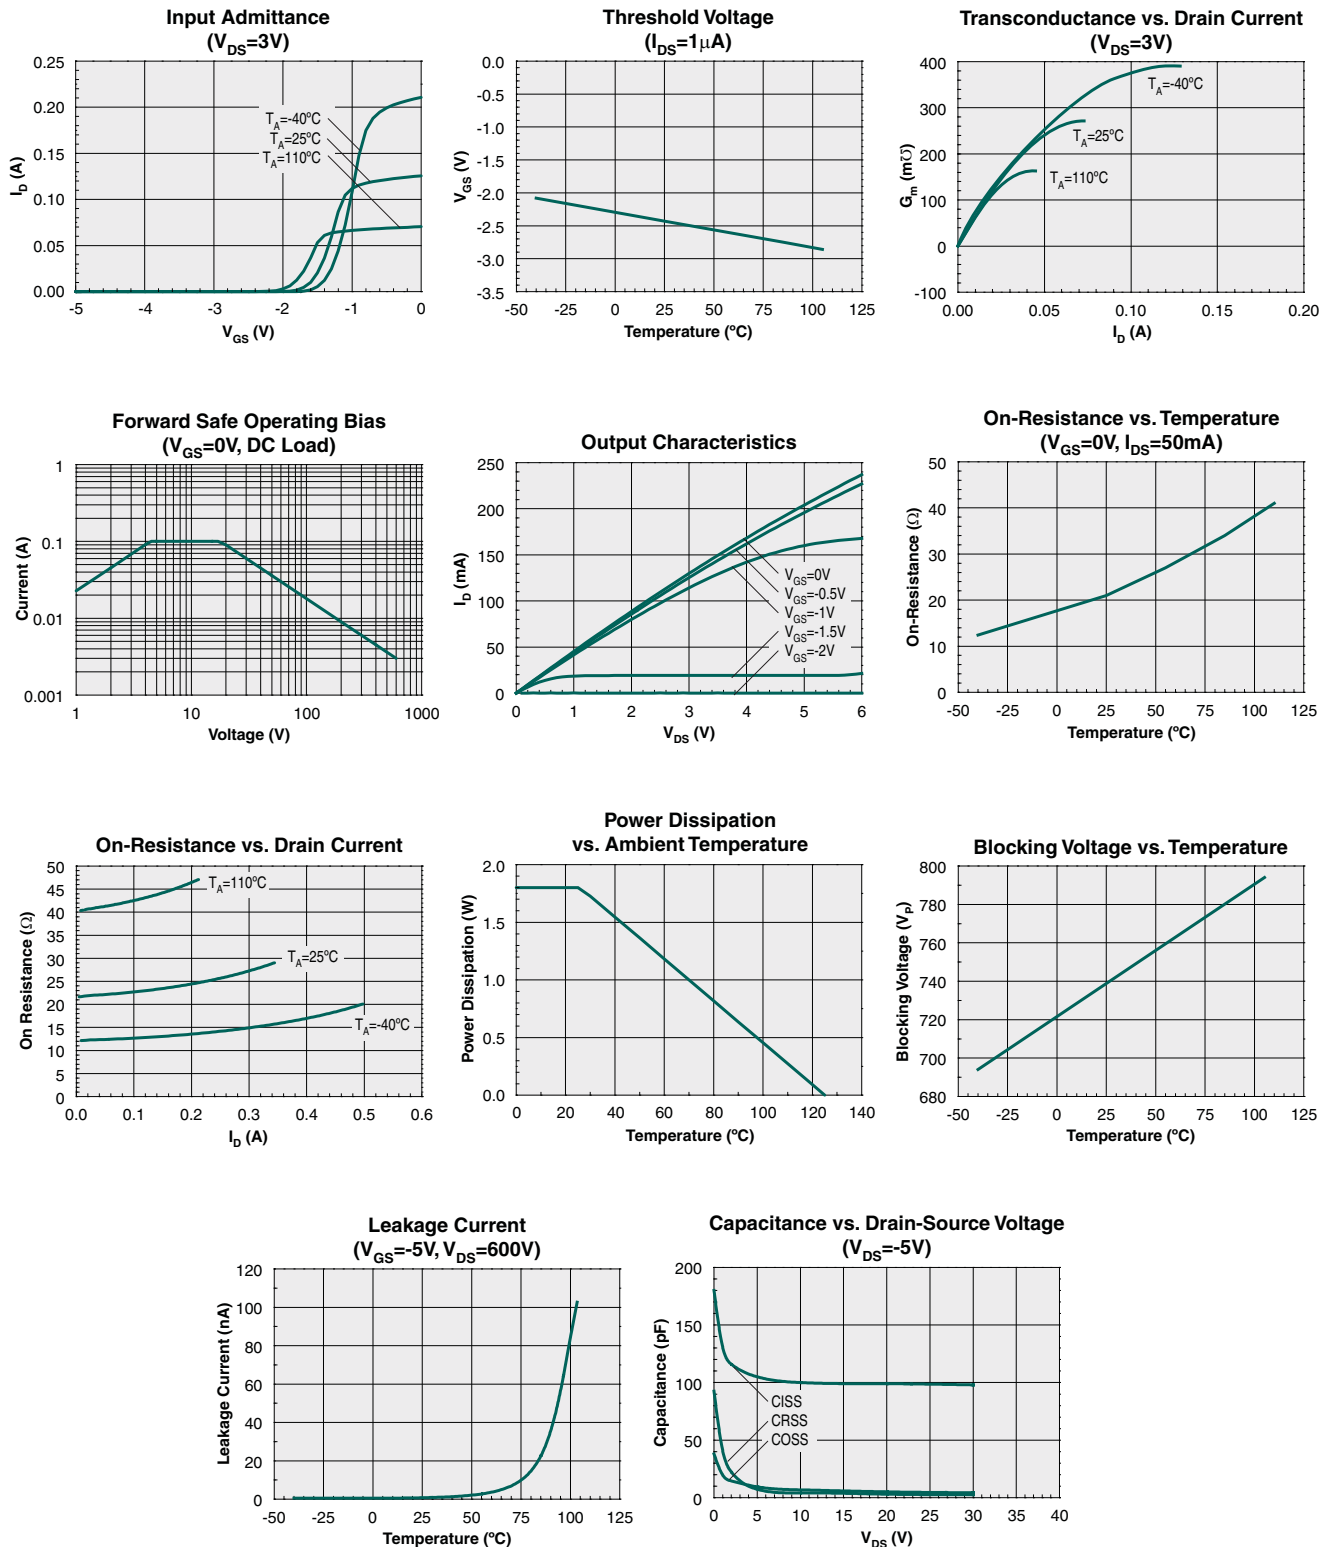 Input Admittance
(VDS=3V)
0.25
0.20
0.15
0.10
0.05
0.00
ID (A)
TA=-40ºC
TA=25ºC
TA=110ºC
-5 -4 -3 -2 -1 0
VGS (V)
Threshold Voltage
(IDS=1µA)
0.0
-0.5
-1.0
-1.5
-2.0
-2.5
-3.0
-3.5
VGS (V)
-50 -25 0 25 50 75 100 125
Temperature (ºC)
Transconductance vs. Drain Current
(VDS=3V)
400
300
200
100
0
-100
Gm (m℧)
TA=-40ºC
TA=25ºC
TA=110ºC
0.00 0.05 0.10 0.15 0.20
ID (A)
Forward Safe Operating Bias
(VGS=0V, DC Load)
1
0.1
0.01
0.001
Current (A)
1 10 100 1000
Voltage (V)
Output Characteristics
250
200
150
100
50
0
ID (mA)
VGS=0V
VGS=-0.5V
VGS=-1V
VGS=-1.5V
VGS=-2V
0 1 2 3 4 5 6
VDS (V)
On-Resistance vs. Temperature
(VGS=0V, IDS=50mA)
50
40
30
20
10
0
On-Resistance (Ω)
-50 -25 0 25 50 75 100 125
Temperature (ºC)
On-Resistance vs. Drain Current
50
45
40
35
30
25
20
15
10
5
0
On Resistance (Ω)
TA=110ºC
TA=25ºC
TA=-40ºC
0.0 0.1 0.2 0.3 0.4 0.5 0.6
ID (A)
Power Dissipation
vs. Ambient Temperature
2.0
1.5
1.0
0.5
0.0
Power Dissipation (W)
0 20 40 60 80 100 120 140
Temperature (ºC)
Blocking Voltage vs. Temperature
800
780
760
740
720
700
680
Blocking Voltage (VP)
-50 -25 0 25 50 75 100 125
Temperature (ºC)
Leakage Current
(VGS=-5V, VDS=600V)
120
100
80
60
40
20
0
Leakage Current (nA)
-50 -25 0 25 50 75 100 125
Temperature (ºC)
Capacitance vs. Drain-Source Voltage
(VDS=-5V)
200
150
100
50
0
Capacitance (pF)
CISS
CRSS
COSS
0 5 10 15 20 25 30 35 40
VDS (V)